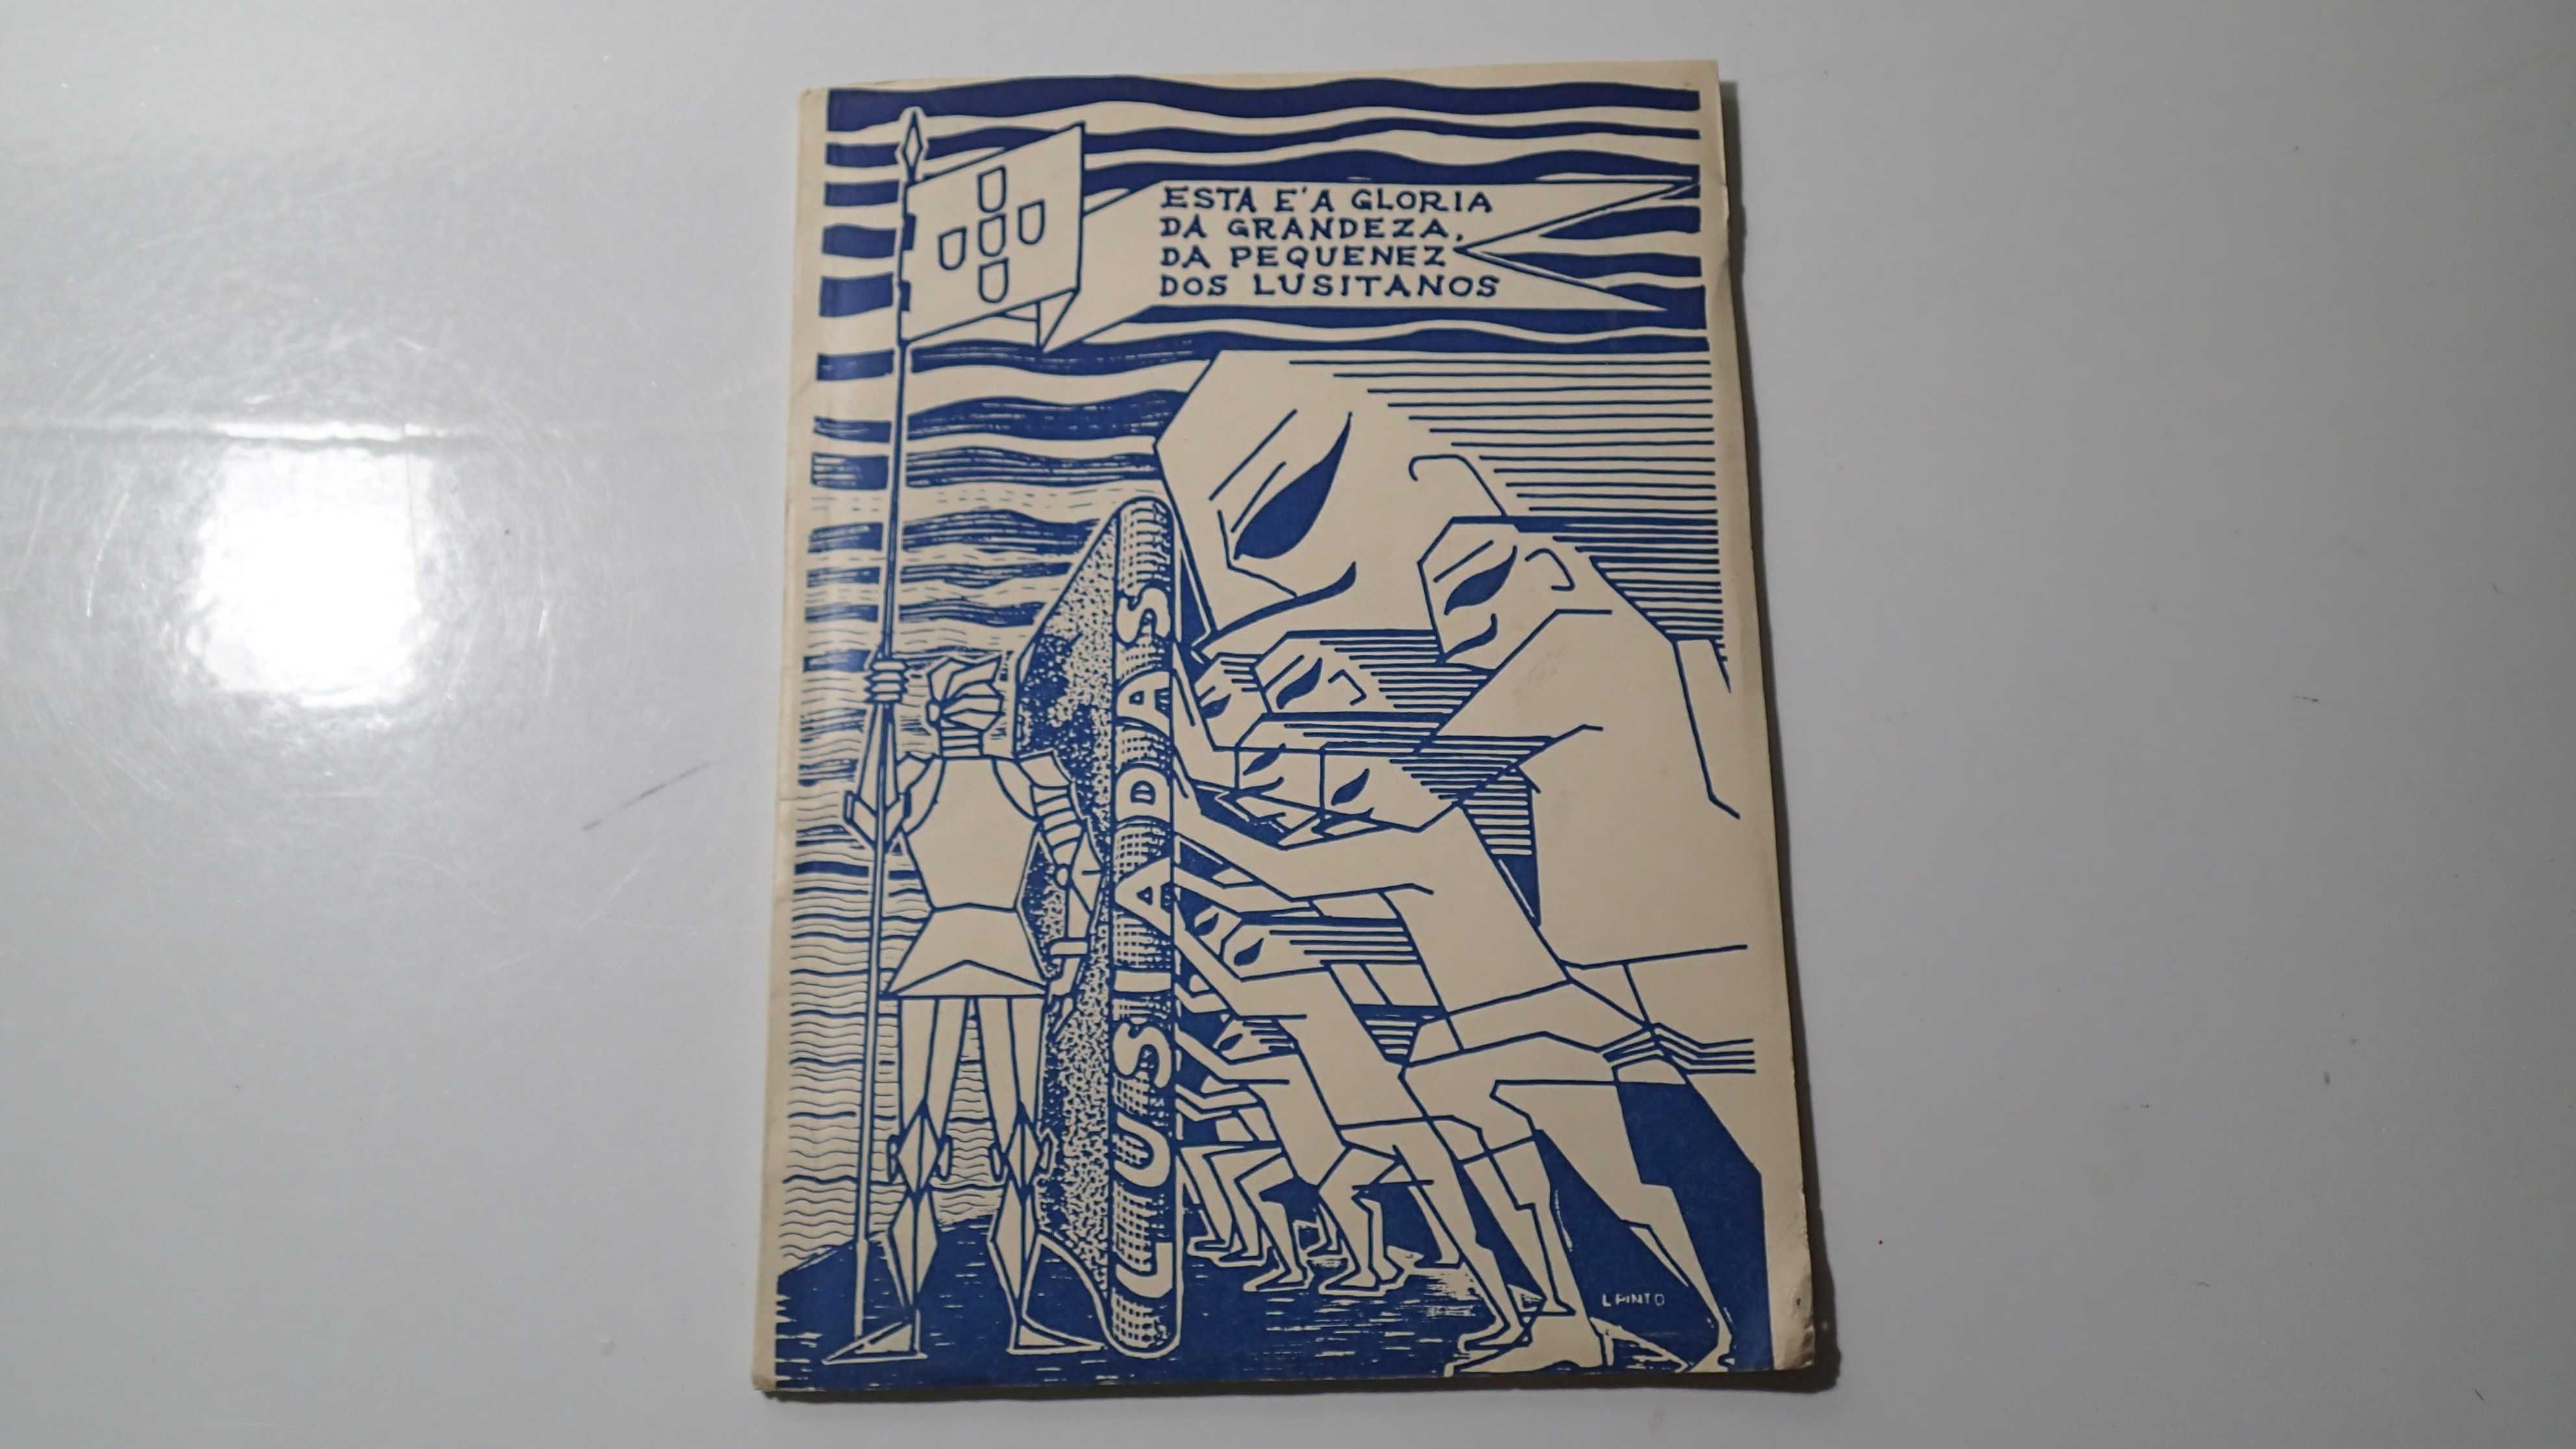 ESTA E' A GLORIA
DA GRANDEZA,
DA PEQUENEZ
DOS LUSITANOS
LUSIADAS
L PINTO